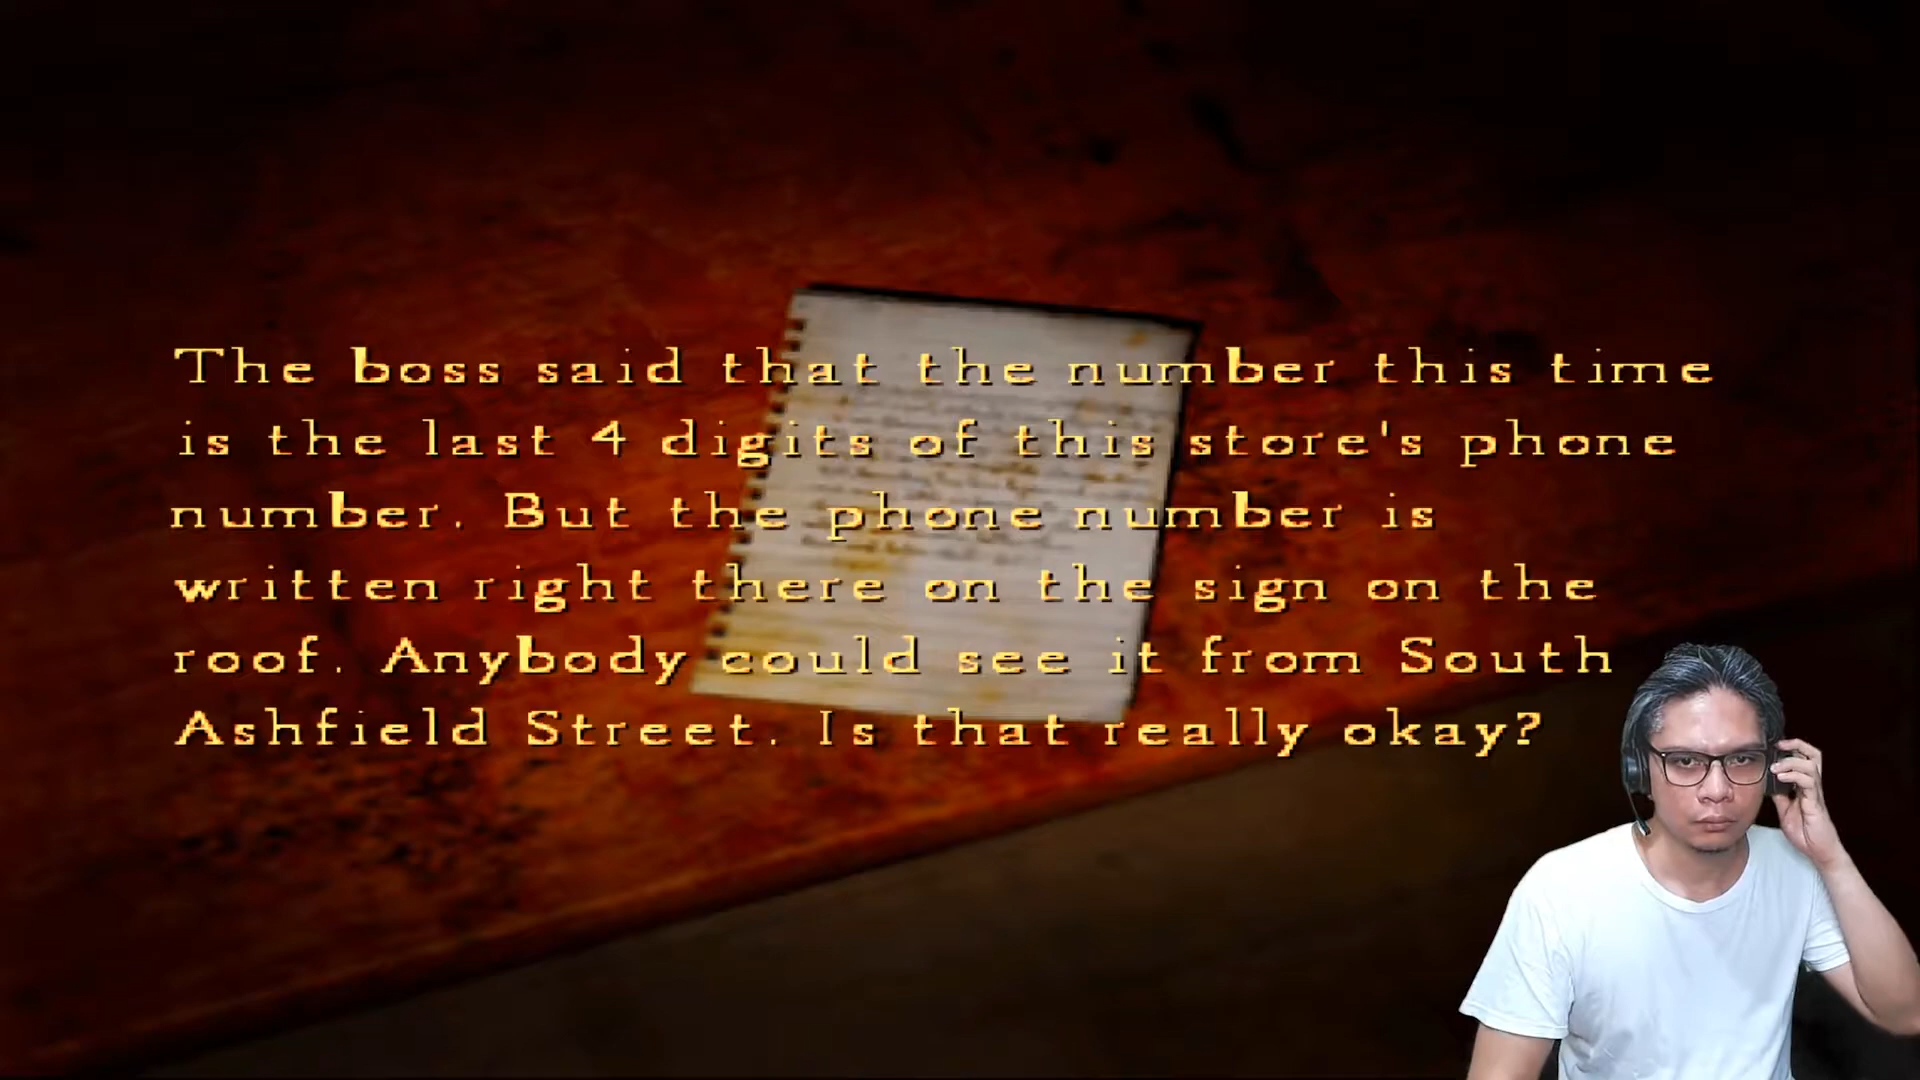 The boss said that the number this time
is the last 4 digits of this store's phone
number. But the phone number is
written right there on the sign on the
roof. Anybody could see it from South
Ashfield Street. Is that really okay?